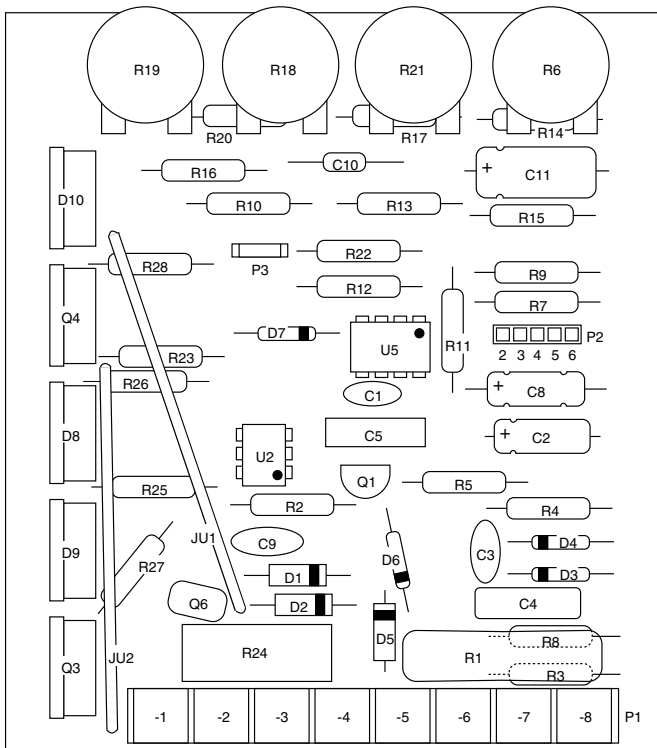 R19 R18 R21 R6
R20 R17 R14
R16 C10 + C11
D10 R10 R13 R15
R28 P3 R22 R9
R12 R7
Q4 D7 U5 R11 P2
2 3 4 5 6
R23
R26 C1 + C8
D8 U2 C5 + C2
R25 Q1 R5
R2 R4
JU1 C9 C3 D4
D9 R27 D1 D6 D3
Q6 D2 C4
D5 R8
Q3 JU2 R24 R1 R3
-1 -2 -3 -4 -5 -6 -7 -8 P1